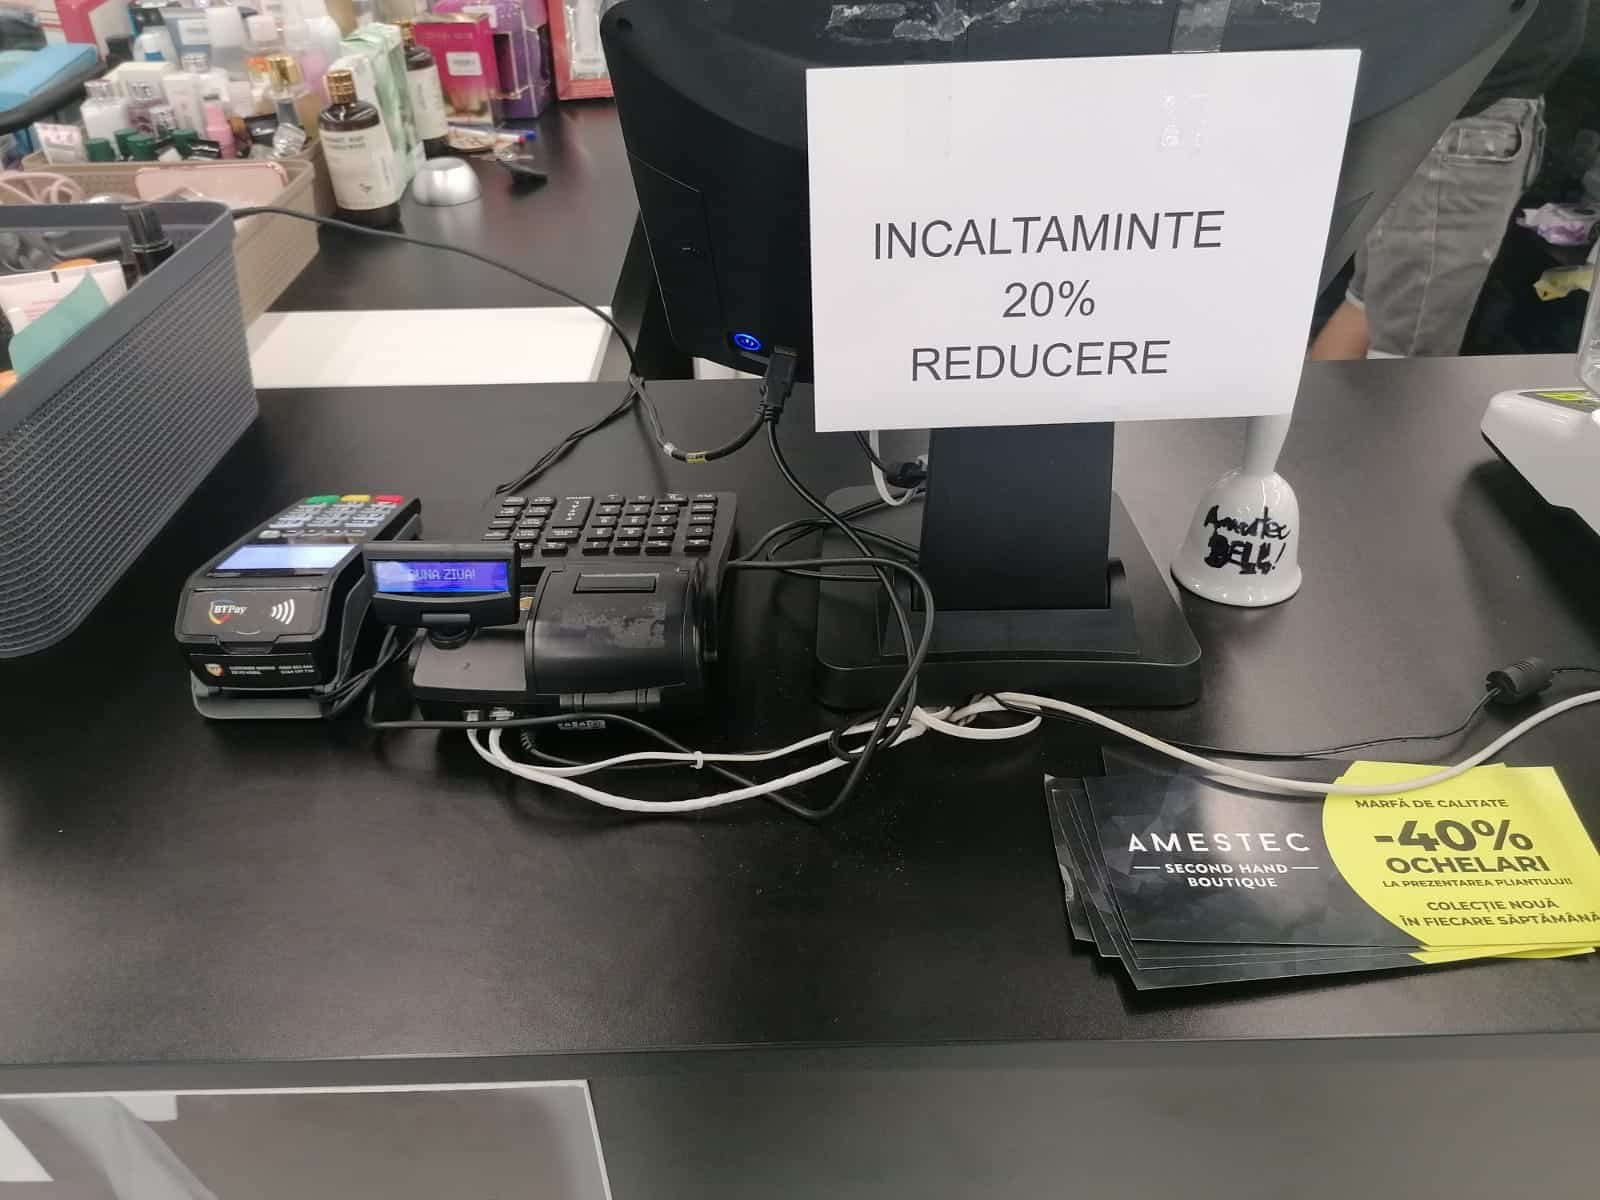 INCALTAMINTE
20%
REDUCERE
BUNA ZIUA!
BTPay
Amestec
BELL!
AMESTEC
SECOND HAND
BOUTIQUE
MARFĂ DE CALITATE
-40%
OCHELARI
LA PREZENTAREA PLIANTULUI!
COLECȚIE NOUĂ
ÎN FIECARE SĂPTĂMÂNĂ